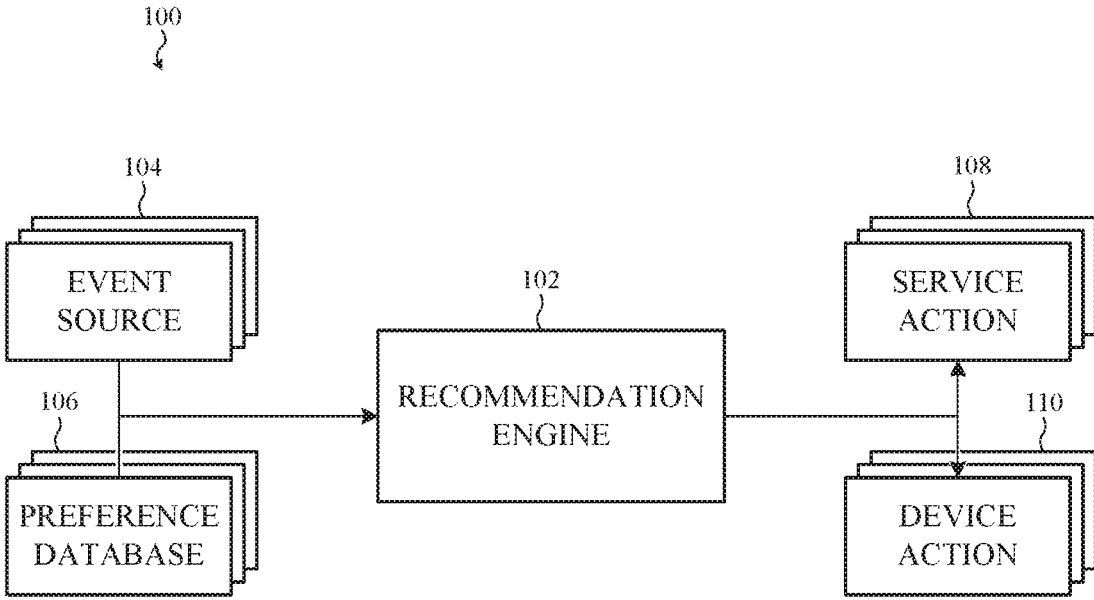 100
104
EVENT
SOURCE
106
PREFERENCE
DATABASE
102
RECOMMENDATION
ENGINE
108
SERVICE
ACTION
110
DEVICE
ACTION